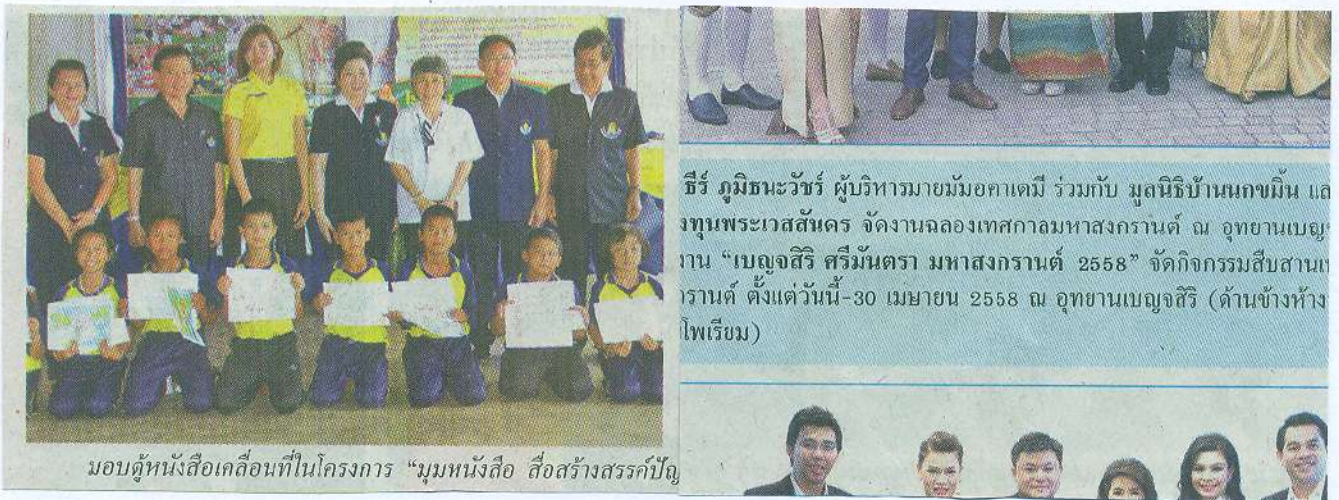 มอบตู้หนังสือเคลื่อนที่ในโครงการ “มุมหนังสือ สื่อสร้างสรรค์ปัญ
ธีร์ ภูมิธนะวัชร์ ผู้บริหารมายมัมอคาเดมี ร่วมกับ มูลนิธิบ้านนกขมิ้น แล
งทุนพระเวสสันดร จัดงานฉลองเทศกาลมหาสงกรานต์ ณ อุทยานเบญจ
งาน “เบญจสิริ ศรีมันตรา มหาสงกรานต์ 2558” จัดกิจกรรมสืบสานเท
กรานต์ ตั้งแต่วันนี้-30 เมษายน 2558 ณ อุทยานเบญจสิริ (ด้านข้างห้าง
โพเรียม)